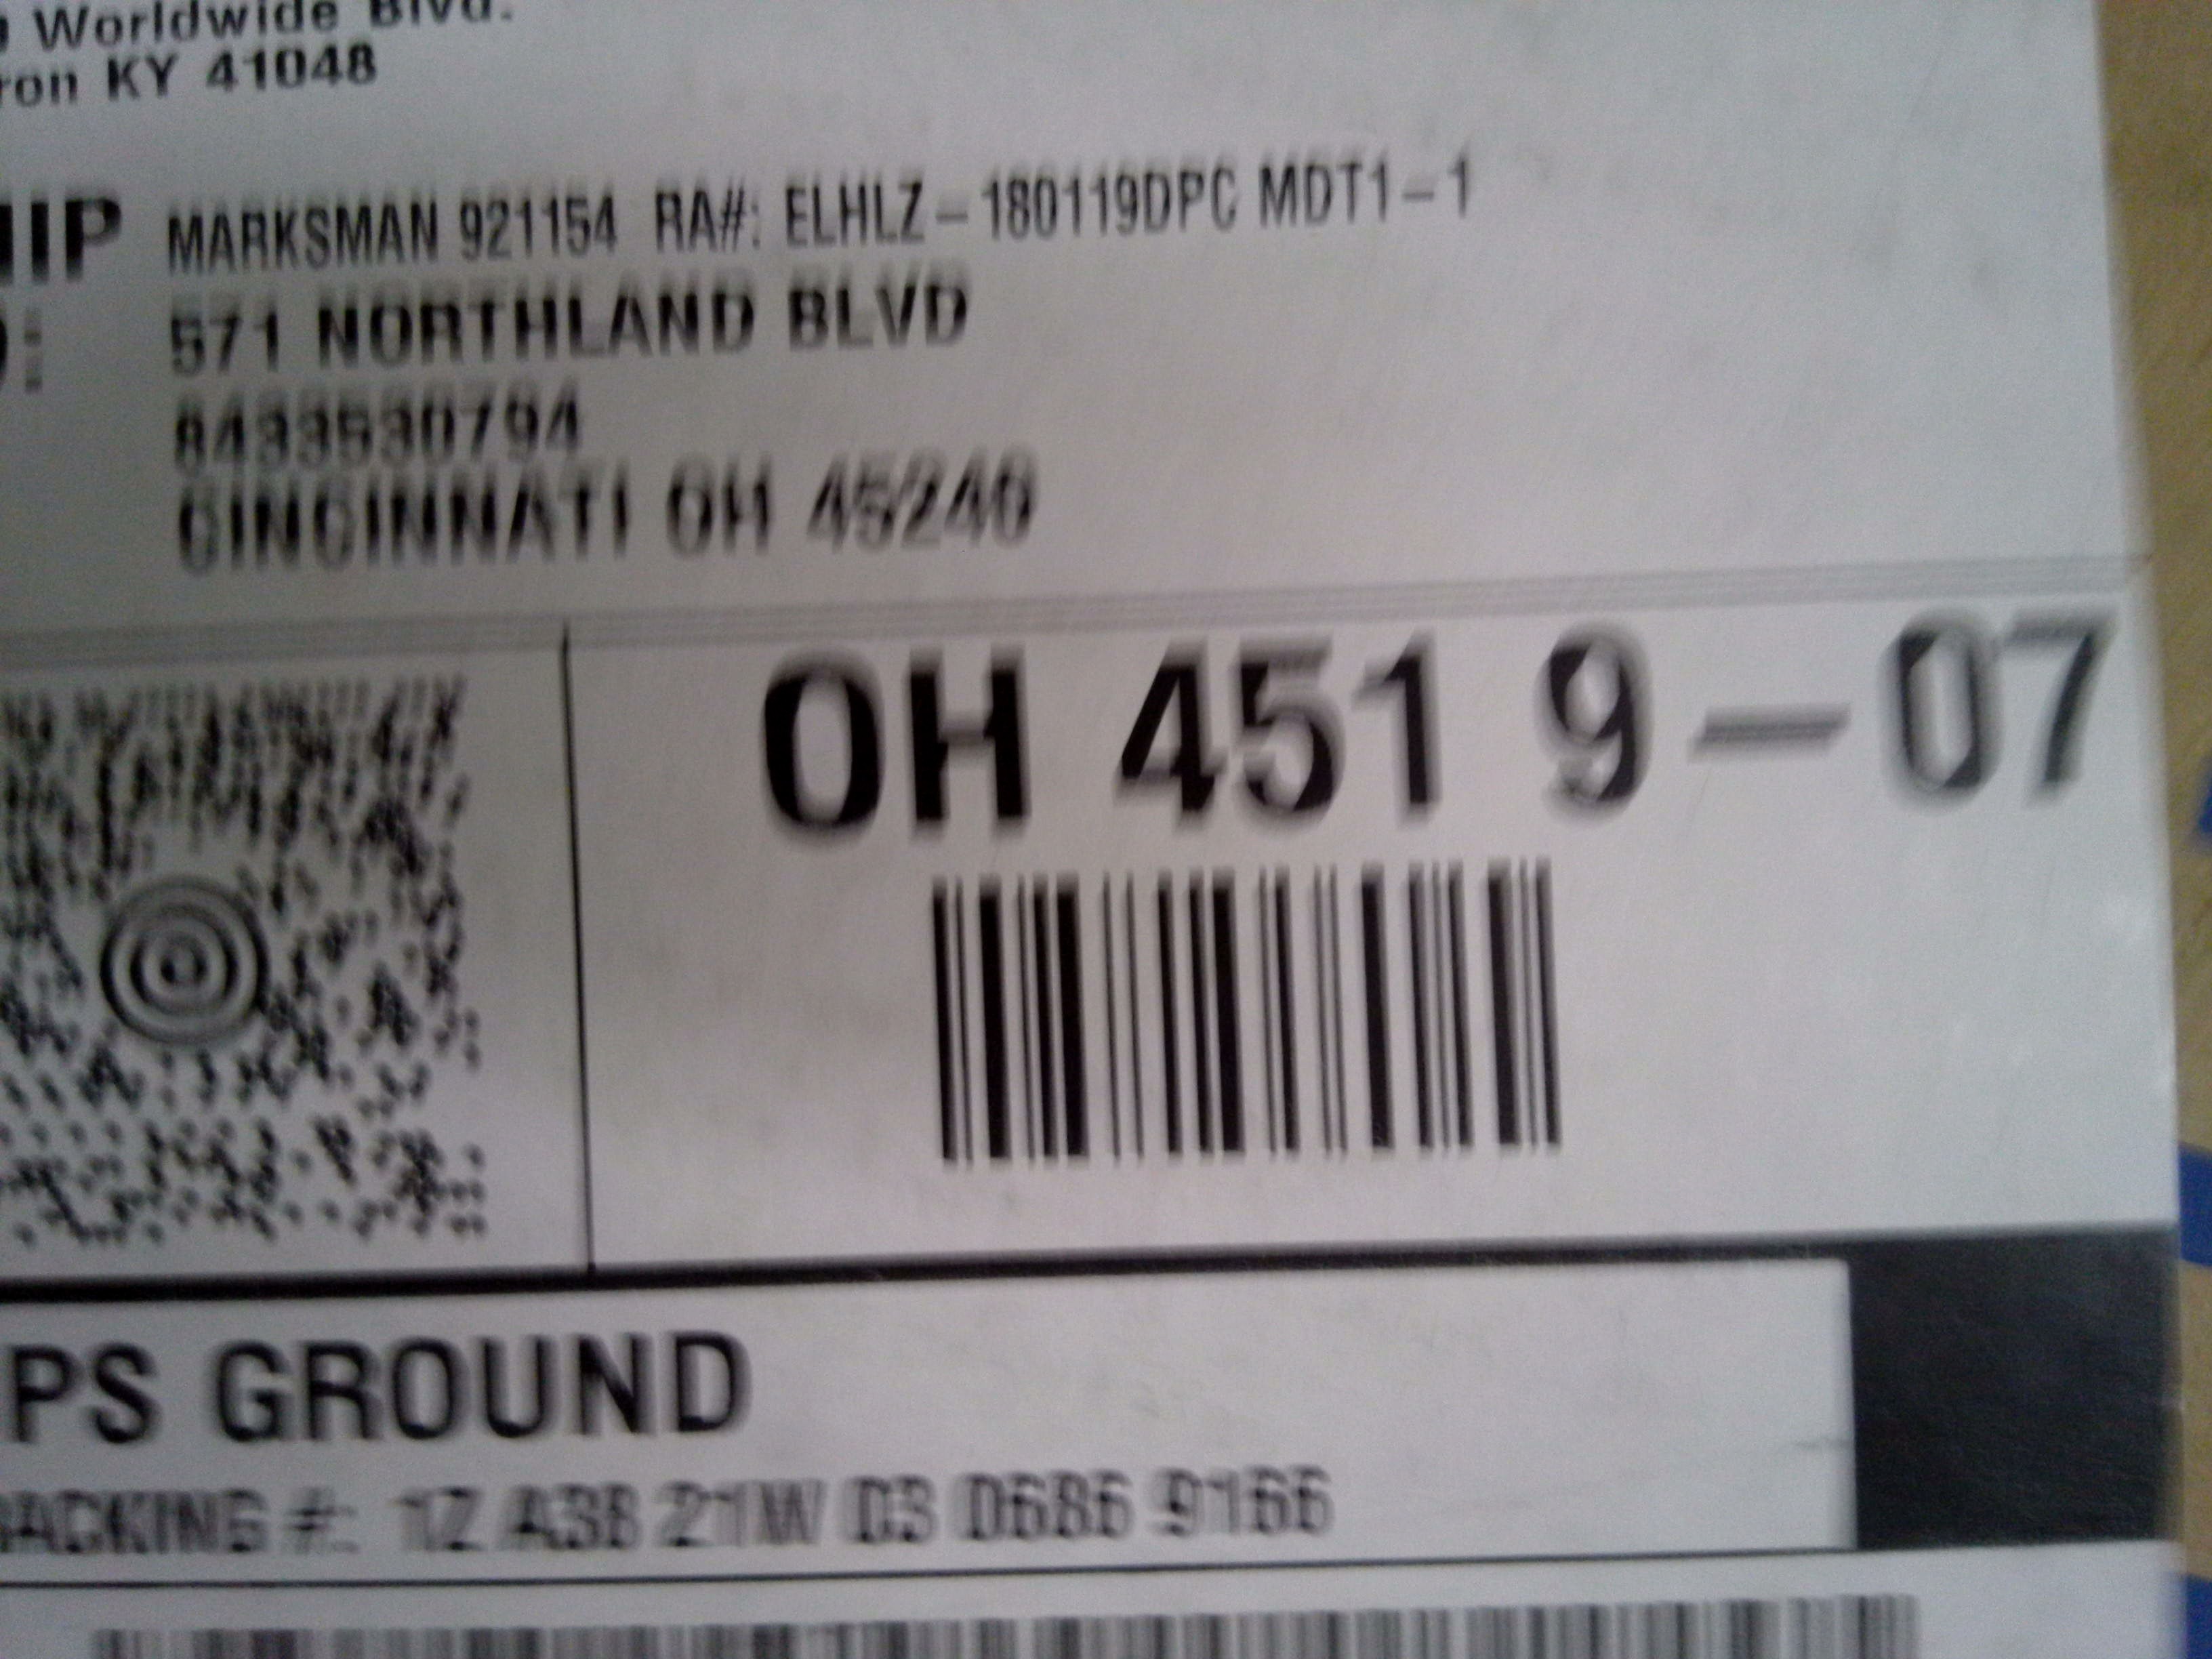 Worldwide Blvd.
ron KY 41048
HIP MARKSMAN 921154 RA#: ELHLZ-180119DPC MDT1-1
571 NORTHLAND BLVD
8433530794
CINCINNATI OH 45240
OH 451 9-07
PS GROUND
ACKING #: 1Z A38 21W 03 0686 9166